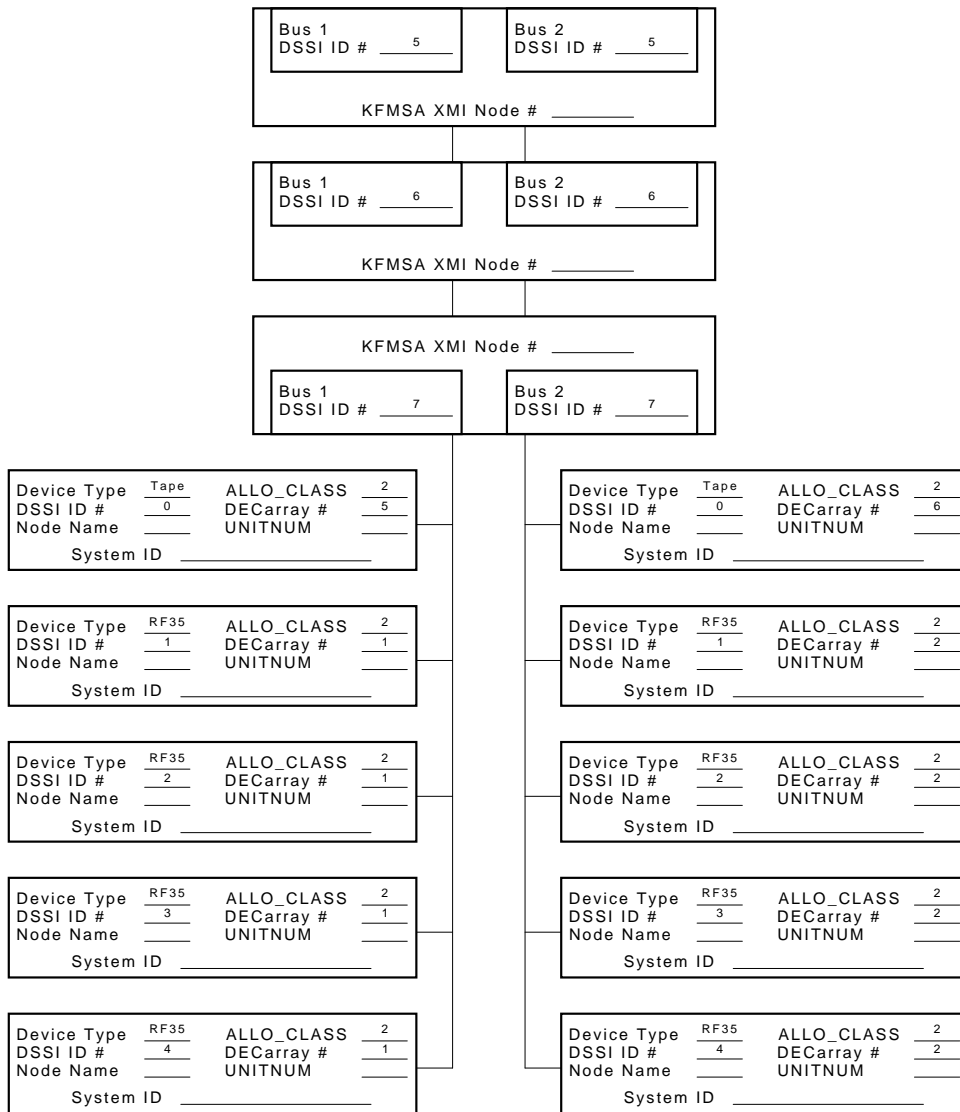 Bus 1 Bus 2
DSSI ID # 5 DSSI ID # 5
KFMSA XMI Node #
Bus 1 Bus 2
DSSI ID # 6 DSSI ID # 6
KFMSA XMI Node #
KFMSA XMI Node #
Bus 1 Bus 2
DSSI ID # 7 DSSI ID # 7
Device Type Tape ALLO_CLASS 2
DSSI ID # 0 DECarray # 5
Node Name UNITNUM
System ID
Device Type Tape ALLO_CLASS 2
DSSI ID # 0 DECarray # 6
Node Name UNITNUM
System ID
Device Type RF35 ALLO_CLASS 2
DSSI ID # 1 DECarray # 1
Node Name UNITNUM
System ID
Device Type RF35 ALLO_CLASS 2
DSSI ID # 1 DECarray # 2
Node Name UNITNUM
System ID
Device Type RF35 ALLO_CLASS 2
DSSI ID # 2 DECarray # 1
Node Name UNITNUM
System ID
Device Type RF35 ALLO_CLASS 2
DSSI ID # 2 DECarray # 2
Node Name UNITNUM
System ID
Device Type RF35 ALLO_CLASS 2
DSSI ID # 3 DECarray # 1
Node Name UNITNUM
System ID
Device Type RF35 ALLO_CLASS 2
DSSI ID # 3 DECarray # 2
Node Name UNITNUM
System ID
Device Type RF35 ALLO_CLASS 2
DSSI ID # 4 DECarray # 1
Node Name UNITNUM
System ID
Device Type RF35 ALLO_CLASS 2
DSSI ID # 4 DECarray # 2
Node Name UNITNUM
System ID